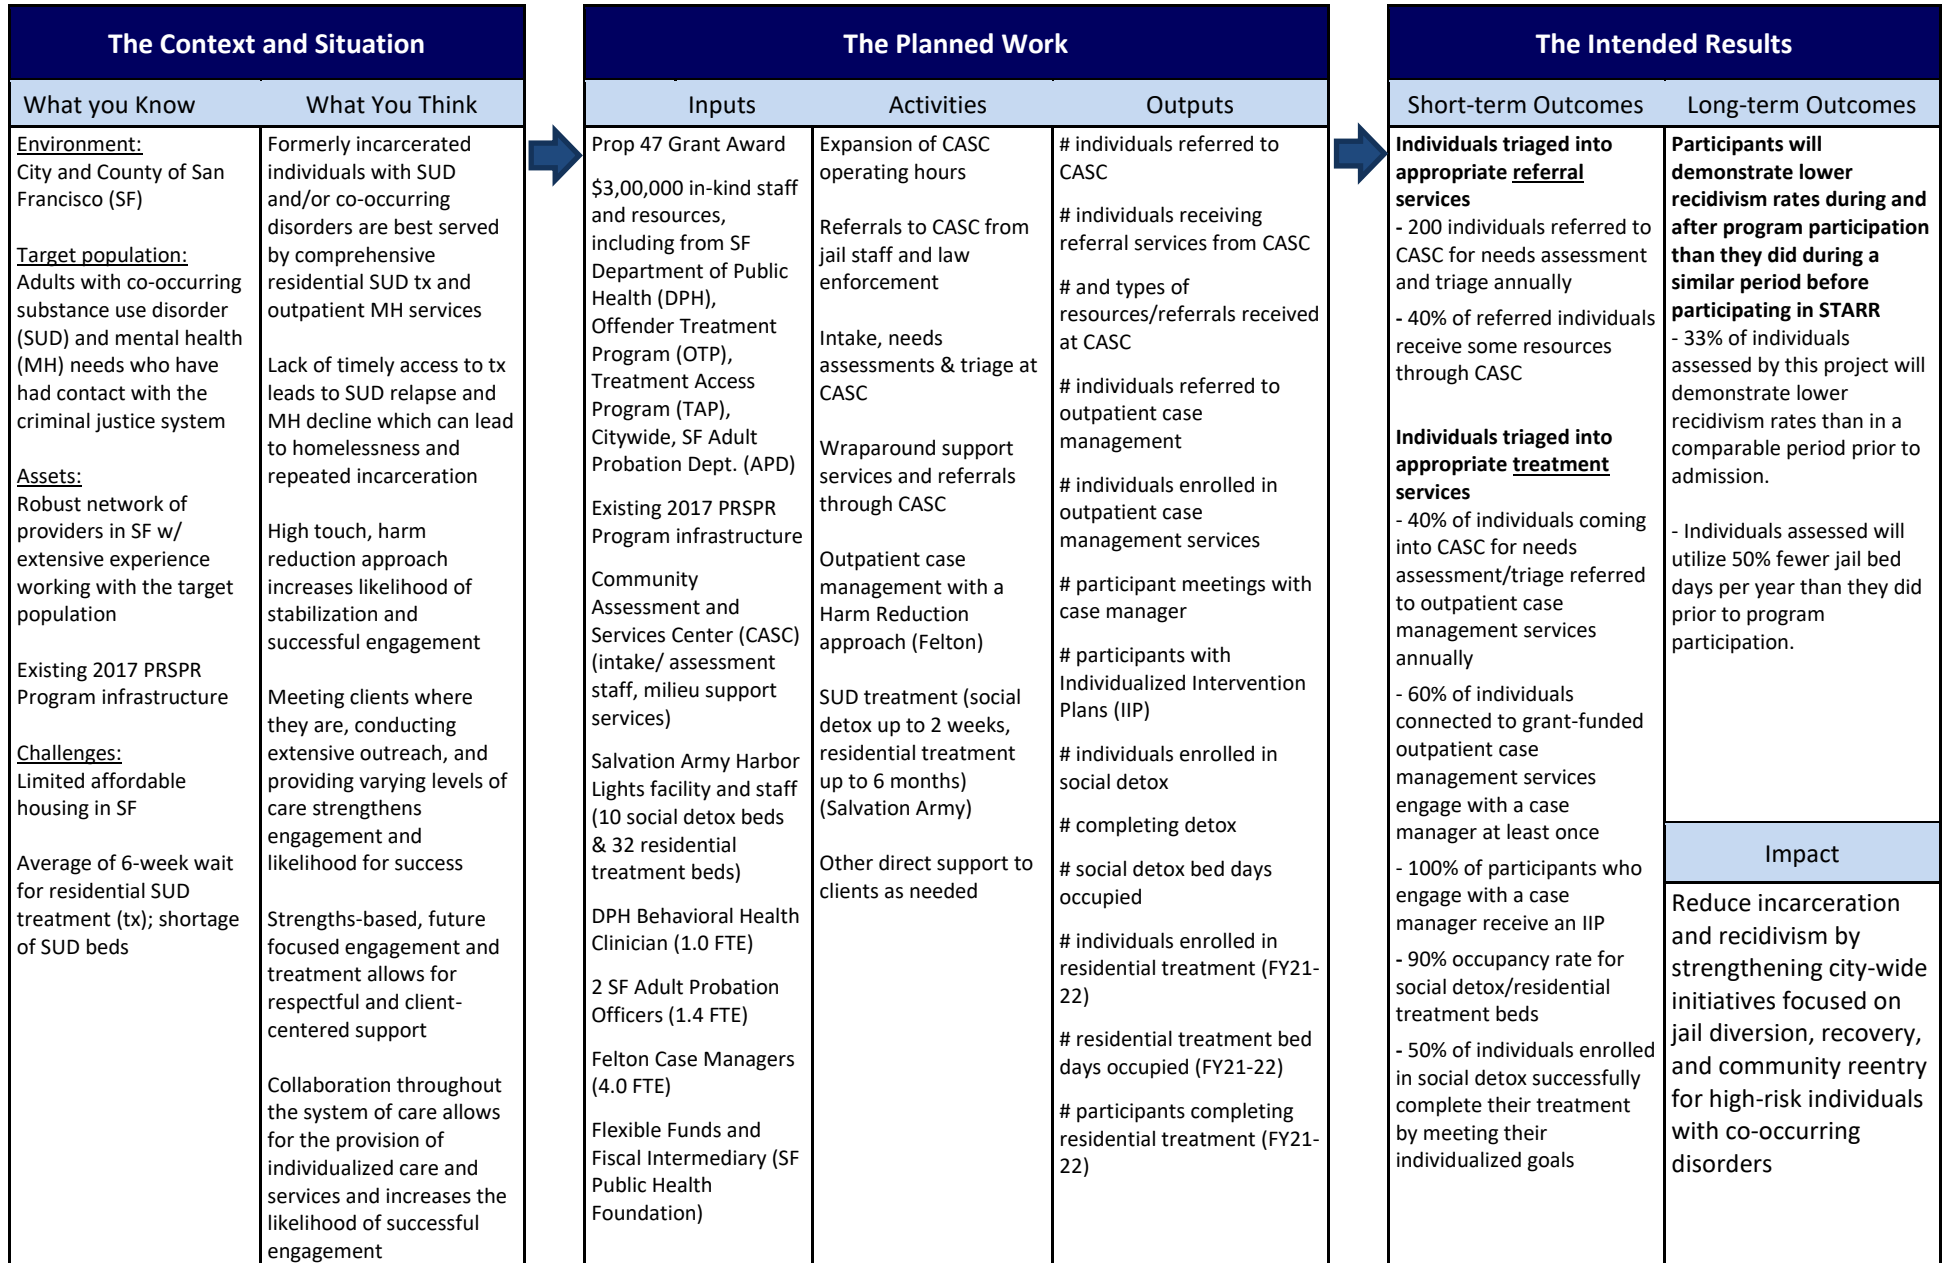 The Context and Situation
What you Know
Environment:
City and County of San
Francisco (SF)
Target population:
Adults with co-occurring
substance use disorder
(SUD) and mental health
(MH) needs who have
had contact with the
criminal justice system
Assets:
Robust network of
providers in SF w/
extensive experience
working with the target
population
Existing 2017 PRSPR
Program infrastructure
Challenges:
Limited affordable
housing in SF
Average of 6-week wait
for residential SUD
treatment (tx); shortage
of SUD beds
What You Think
Formerly incarcerated
individuals with SUD
and/or co-occurring
disorders are best served
by comprehensive
residential SUD tx and
outpatient MH services
Lack of timely access to tx
leads to SUD relapse and
MH decline which can lead
to homelessness and
repeated incarceration
High touch, harm
reduction approach
increases likelihood of
stabilization and
successful engagement
Meeting clients where
they are, conducting
extensive outreach, and
providing varying levels of
care strengthens
engagement and
likelihood for success
Strengths-based, future
focused engagement and
treatment allows for
respectful and client-
centered support
Collaboration throughout
the system of care allows
for the provision of
individualized care and
services and increases the
likelihood of successful
engagement
The Planned Work
Inputs
Prop 47 Grant Award
$3,00,000 in-kind staff
and resources,
including from SF
Department of Public
Health (DPH),
Offender Treatment
Program (OTP),
Treatment Access
Program (TAP),
Citywide, SF Adult
Probation Dept. (APD)
Existing 2017 PRSPR
Program infrastructure
Community
Assessment and
Services Center (CASC)
(intake/ assessment
staff, milieu support
services)
Salvation Army Harbor
Lights facility and staff
(10 social detox beds
& 32 residential
treatment beds)
DPH Behavioral Health
Clinician (1.0 FTE)
2 SF Adult Probation
Officers (1.4 FTE)
Felton Case Managers
(4.0 FTE)
Flexible Funds and
Fiscal Intermediary (SF
Public Health
Foundation)
Activities
Expansion of CASC
operating hours
Referrals to CASC from
jail staff and law
enforcement
Intake, needs
assessments & triage at
CASC
Wraparound support
services and referrals
through CASC
Outpatient case
management with a
Harm Reduction
approach (Felton)
SUD treatment (social
detox up to 2 weeks,
residential treatment
up to 6 months)
(Salvation Army)
Other direct support to
clients as needed
Outputs
# individuals referred to
CASC
# individuals receiving
referral services from CASC
# and types of
resources/referrals received
at CASC
# individuals referred to
outpatient case
management
# individuals enrolled in
outpatient case
management services
# participant meetings with
case manager
# participants with
Individualized Intervention
Plans (IIP)
# individuals enrolled in
social detox
# completing detox
# social detox bed days
occupied
# individuals enrolled in
residential treatment (FY21-
22)
# residential treatment bed
days occupied (FY21-22)
# participants completing
residential treatment (FY21-
22)
The Intended Results
Short-term Outcomes
Individuals triaged into
appropriate referral
services
- 200 individuals referred to
CASC for needs assessment
and triage annually
- 40% of referred individuals
receive some resources
through CASC
Individuals triaged into
appropriate treatment
services
- 40% of individuals coming
into CASC for needs
assessment/triage referred
to outpatient case
management services
annually
- 60% of individuals
connected to grant-funded
outpatient case
management services
engage with a case
manager at least once
- 100% of participants who
engage with a case
manager receive an IIP
- 90% occupancy rate for
social detox/residential
treatment beds
- 50% of individuals enrolled
in social detox successfully
complete their treatment
by meeting their
individualized goals
Long-term Outcomes
Participants will
demonstrate lower
recidivism rates during and
after program participation
than they did during a
similar period before
participating in STARR
- 33% of individuals
assessed by this project will
demonstrate lower
recidivism rates than in a
comparable period prior to
admission.
- Individuals assessed will
utilize 50% fewer jail bed
days per year than they did
prior to program
participation.
Impact
Reduce incarceration
and recidivism by
strengthening city-wide
initiatives focused on
jail diversion, recovery,
and community reentry
for high-risk individuals
with co-occurring
disorders